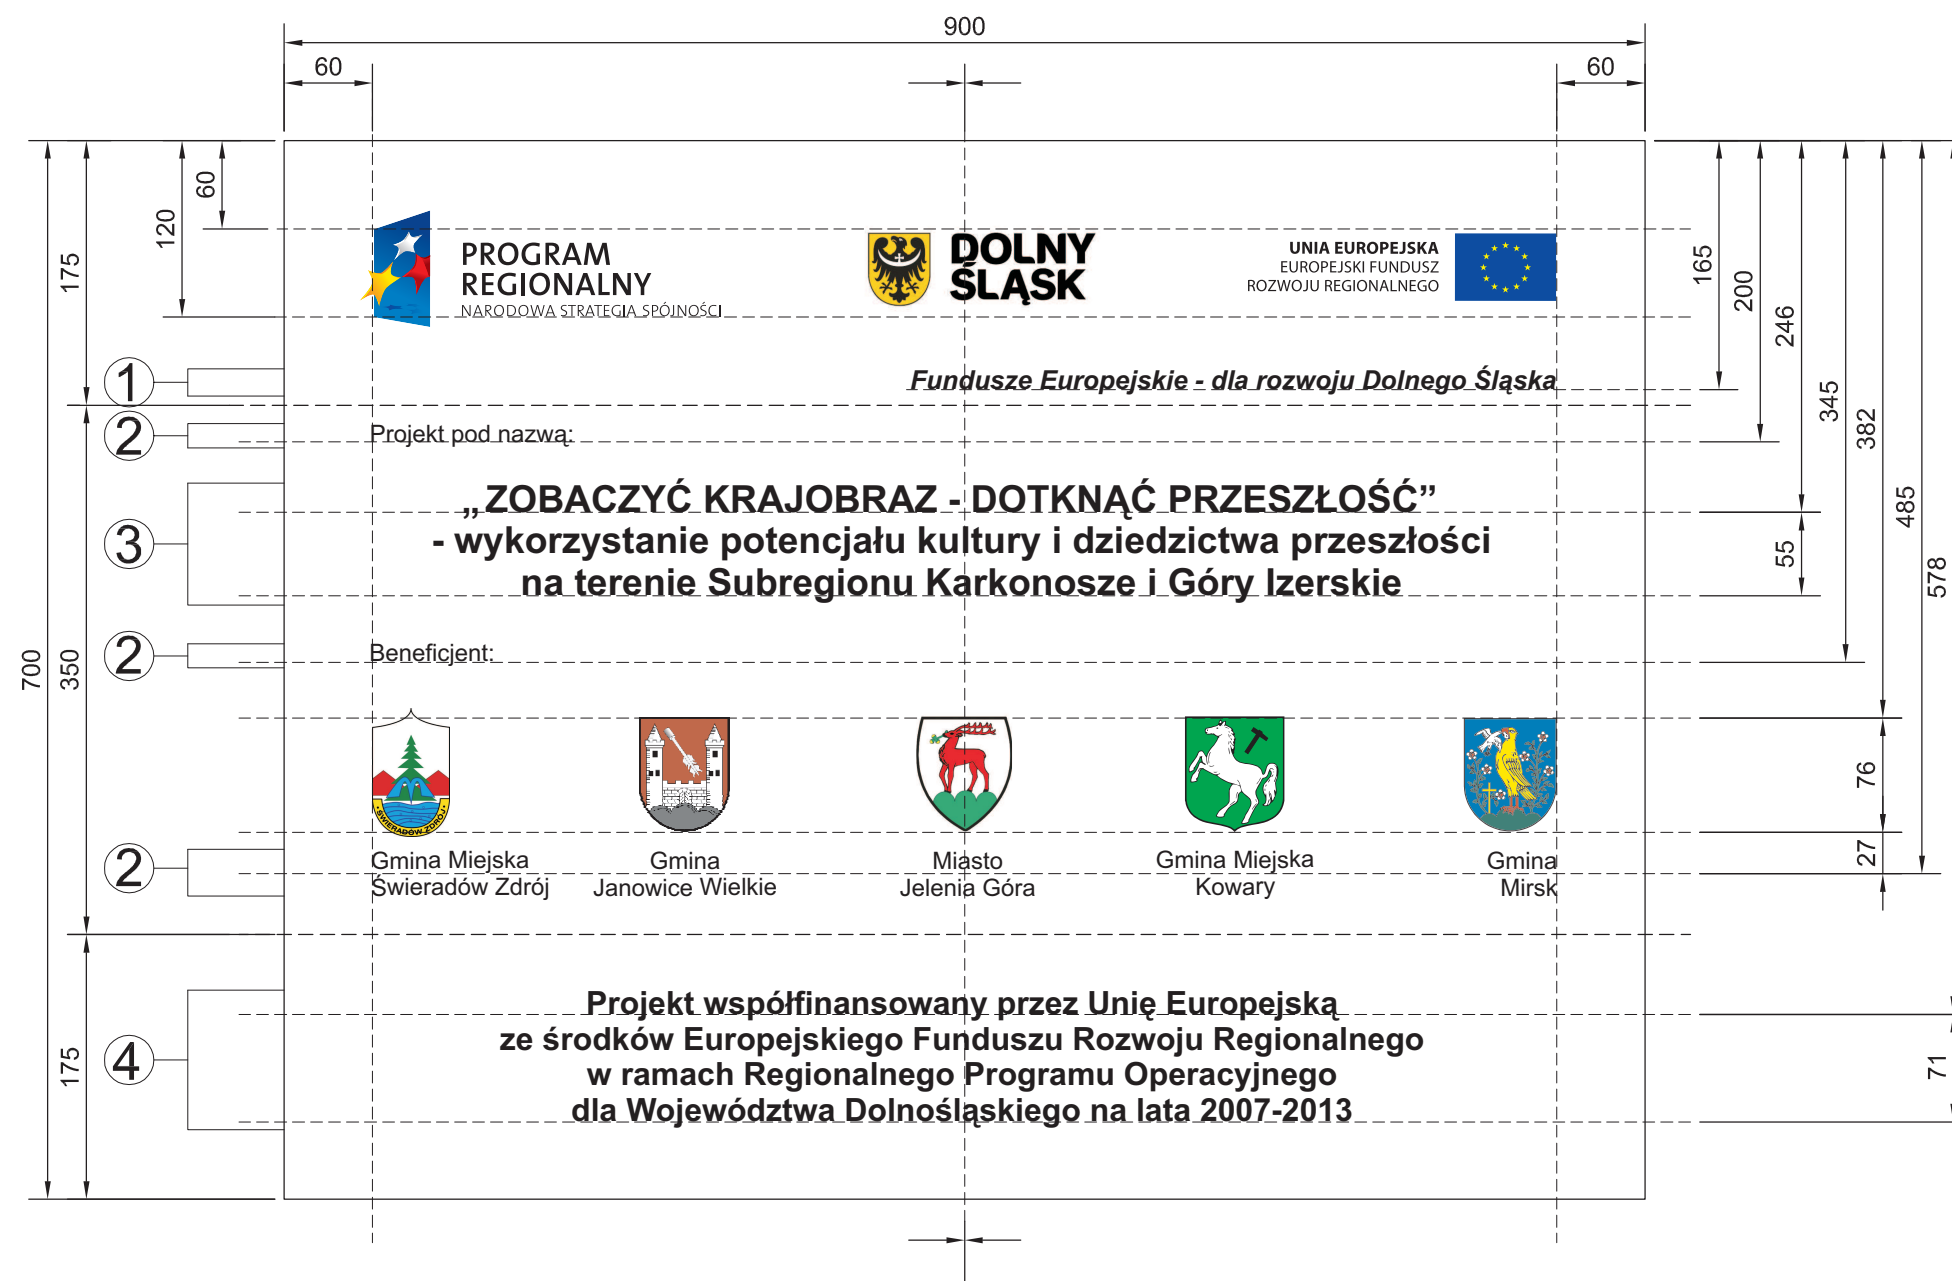 900
60
60
60
120
175
165
200
246
345
382
485
578
55
76
27
71
700
350
175
PROGRAM
REGIONALNY
NARODOWA STRATEGIA SPÓJNOŚCI
DOLNY
ŚLĄSK
UNIA EUROPEJSKA
EUROPEJSKI FUNDUSZ
ROZWOJU REGIONALNEGO
1
Fundusze Europejskie - dla rozwoju Dolnego Śląska
2
Projekt pod nazwą:
3
„ZOBACZYĆ KRAJOBRAZ - DOTKNĄĆ PRZESZŁOŚĆ”
- wykorzystanie potencjału kultury i dziedzictwa przeszłości
na terenie Subregionu Karkonosze i Góry Izerskie
2
Beneficjent:
ŚWIERADÓW ZDRÓJ
2
Gmina Miejska
Świeradów Zdrój
Gmina
Janowice Wielkie
Miasto
Jelenia Góra
Gmina Miejska
Kowary
Gmina
Mirsk
4
Projekt współfinansowany przez Unię Europejską
ze środków Europejskiego Funduszu Rozwoju Regionalnego
w ramach Regionalnego Programu Operacyjnego
dla Województwa Dolnośląskiego na lata 2007-2013